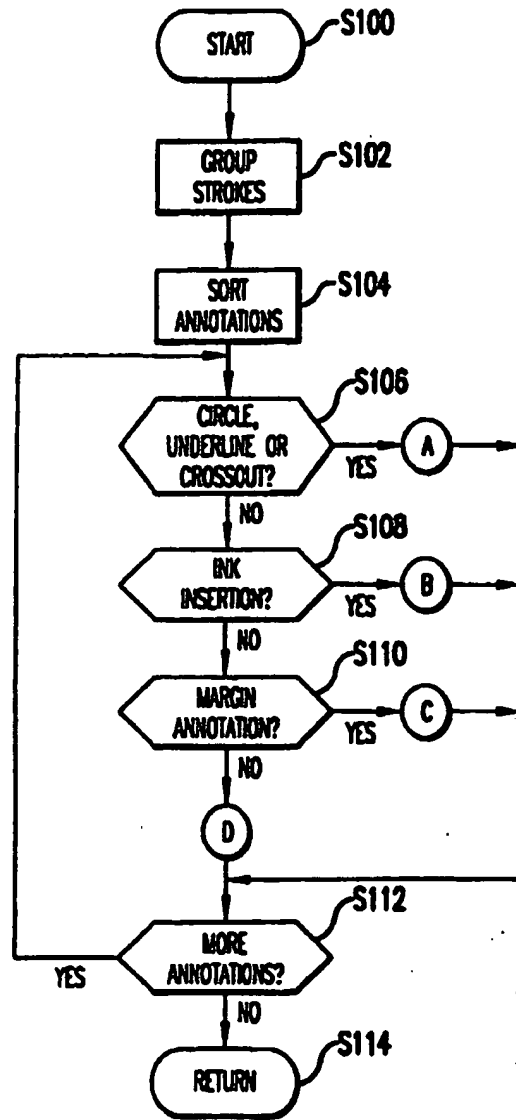 START
S100
GROUP
STROKES
S102
SORT
ANNOTATIONS
S104
CIRCLE,
UNDERLINE OR
CROSSOUT?
S106
YES
A
NO
INK
INSERTION?
S108
YES
B
NO
MARGIN
ANNOTATION?
S110
YES
C
NO
D
MORE
ANNOTATIONS?
S112
YES
NO
RETURN
S114